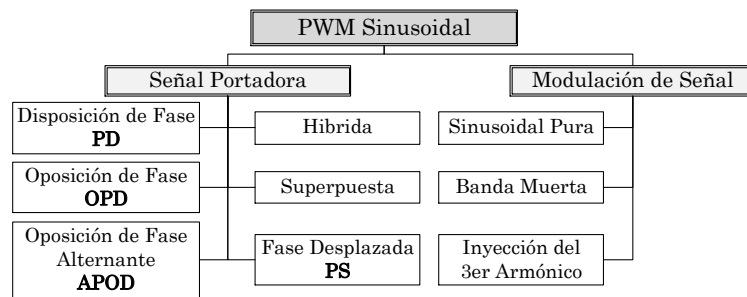 PWM Sinusoidal
Señal Portadora
Modulación de Señal
Disposición de Fase
PD
Hibrida
Sinusoidal Pura
Oposición de Fase
OPD
Superpuesta
Banda Muerta
Oposición de Fase
Alternante
APOD
Fase Desplazada
PS
Inyección del
3er Armónico